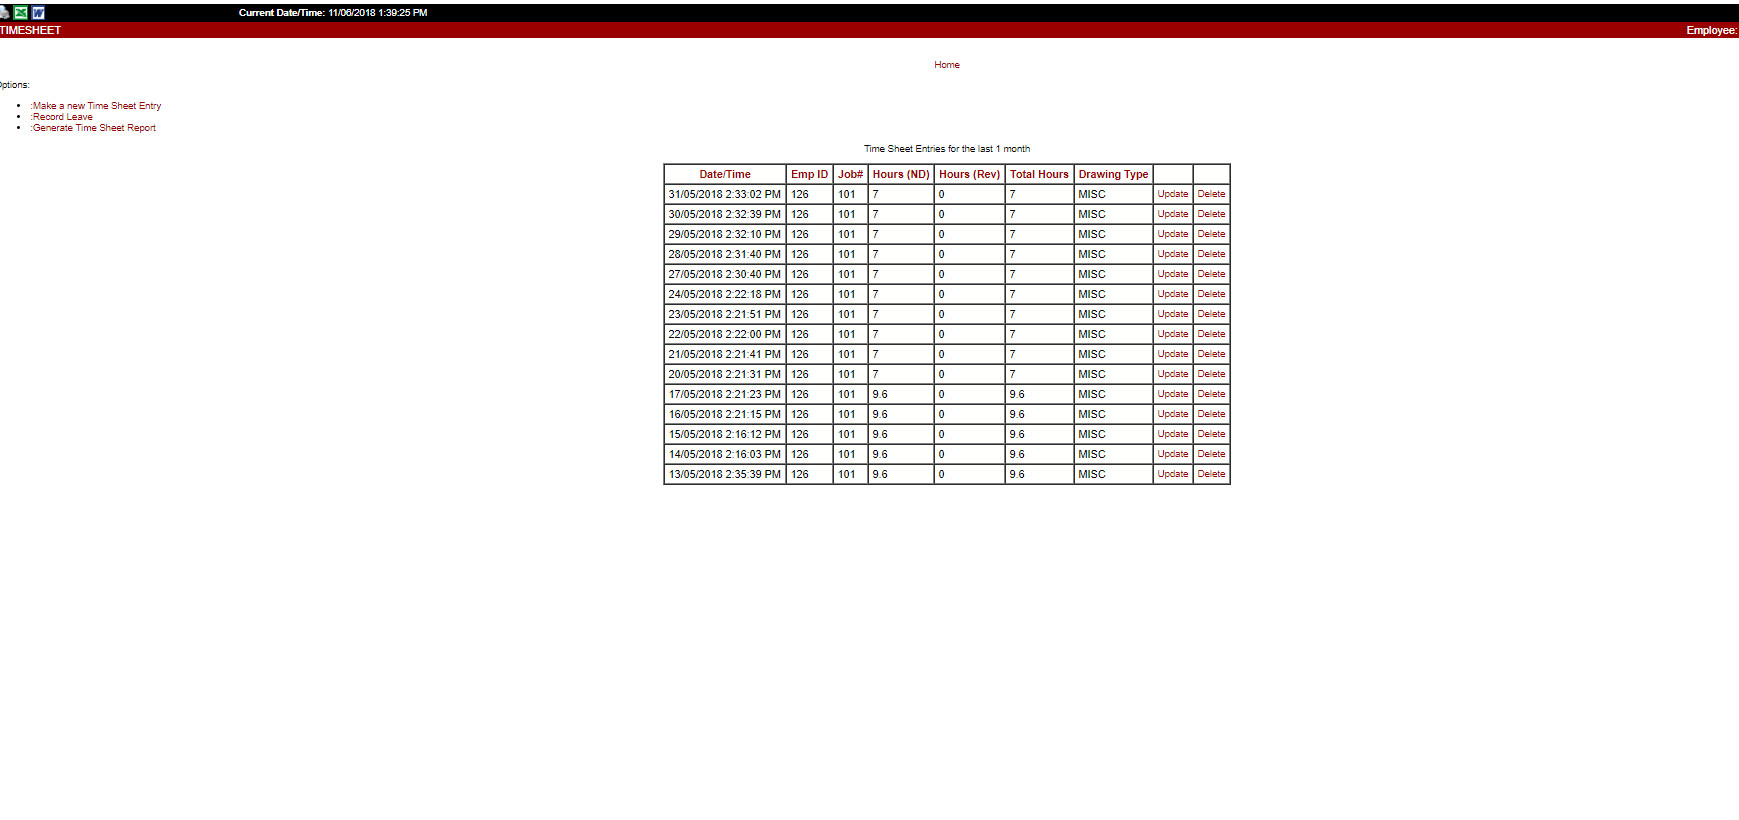 Current Date/Time: 11/06/2018 1:39:25 PM
TIMESHEET Employee:
Home
Options:
:Make a new Time Sheet Entry
:Record Leave
:Generate Time Sheet Report
Time Sheet Entries for the last 1 month
Date/Time Emp ID Job# Hours (ND) Hours (Rev) Total Hours Drawing Type
31/05/2018 2:33:02 PM 126 101 7 0 7 MISC Update Delete
30/05/2018 2:32:39 PM 126 101 7 0 7 MISC Update Delete
29/05/2018 2:32:10 PM 126 101 7 0 7 MISC Update Delete
28/05/2018 2:31:40 PM 126 101 7 0 7 MISC Update Delete
27/05/2018 2:30:40 PM 126 101 7 0 7 MISC Update Delete
24/05/2018 2:22:18 PM 126 101 7 0 7 MISC Update Delete
23/05/2018 2:21:51 PM 126 101 7 0 7 MISC Update Delete
22/05/2018 2:22:00 PM 126 101 7 0 7 MISC Update Delete
21/05/2018 2:21:41 PM 126 101 7 0 7 MISC Update Delete
20/05/2018 2:21:31 PM 126 101 7 0 7 MISC Update Delete
17/05/2018 2:21:23 PM 126 101 9.6 0 9.6 MISC Update Delete
16/05/2018 2:21:15 PM 126 101 9.6 0 9.6 MISC Update Delete
15/05/2018 2:16:12 PM 126 101 9.6 0 9.6 MISC Update Delete
14/05/2018 2:16:03 PM 126 101 9.6 0 9.6 MISC Update Delete
13/05/2018 2:35:39 PM 126 101 9.6 0 9.6 MISC Update Delete